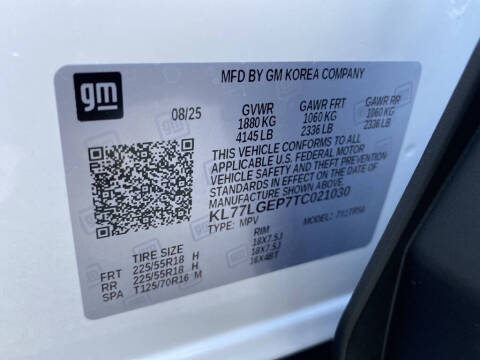 gm
MFD BY GM KOREA COMPANY
08/25 GVWR GAWR FRT GAWR RR
1880 KG 1060 KG 1060 KG
4145 LB 2336 LB 2336 LB
THIS VEHICLE CONFORMS TO ALL
APPLICABLE U.S. FEDERAL MOTOR
VEHICLE SAFETY AND THEFT PREVENTION
STANDARDS IN EFFECT ON THE DATE OF
MANUFACTURE SHOWN ABOVE.
KL77LGEP7TC021030
TYPE: MPV MODEL:
TIRE SIZE RIM
FRT 225/55R18 H 18X7.5J
RR 225/55R18 H 18X7.5J
SPA T125/70R16 M 16X4BT